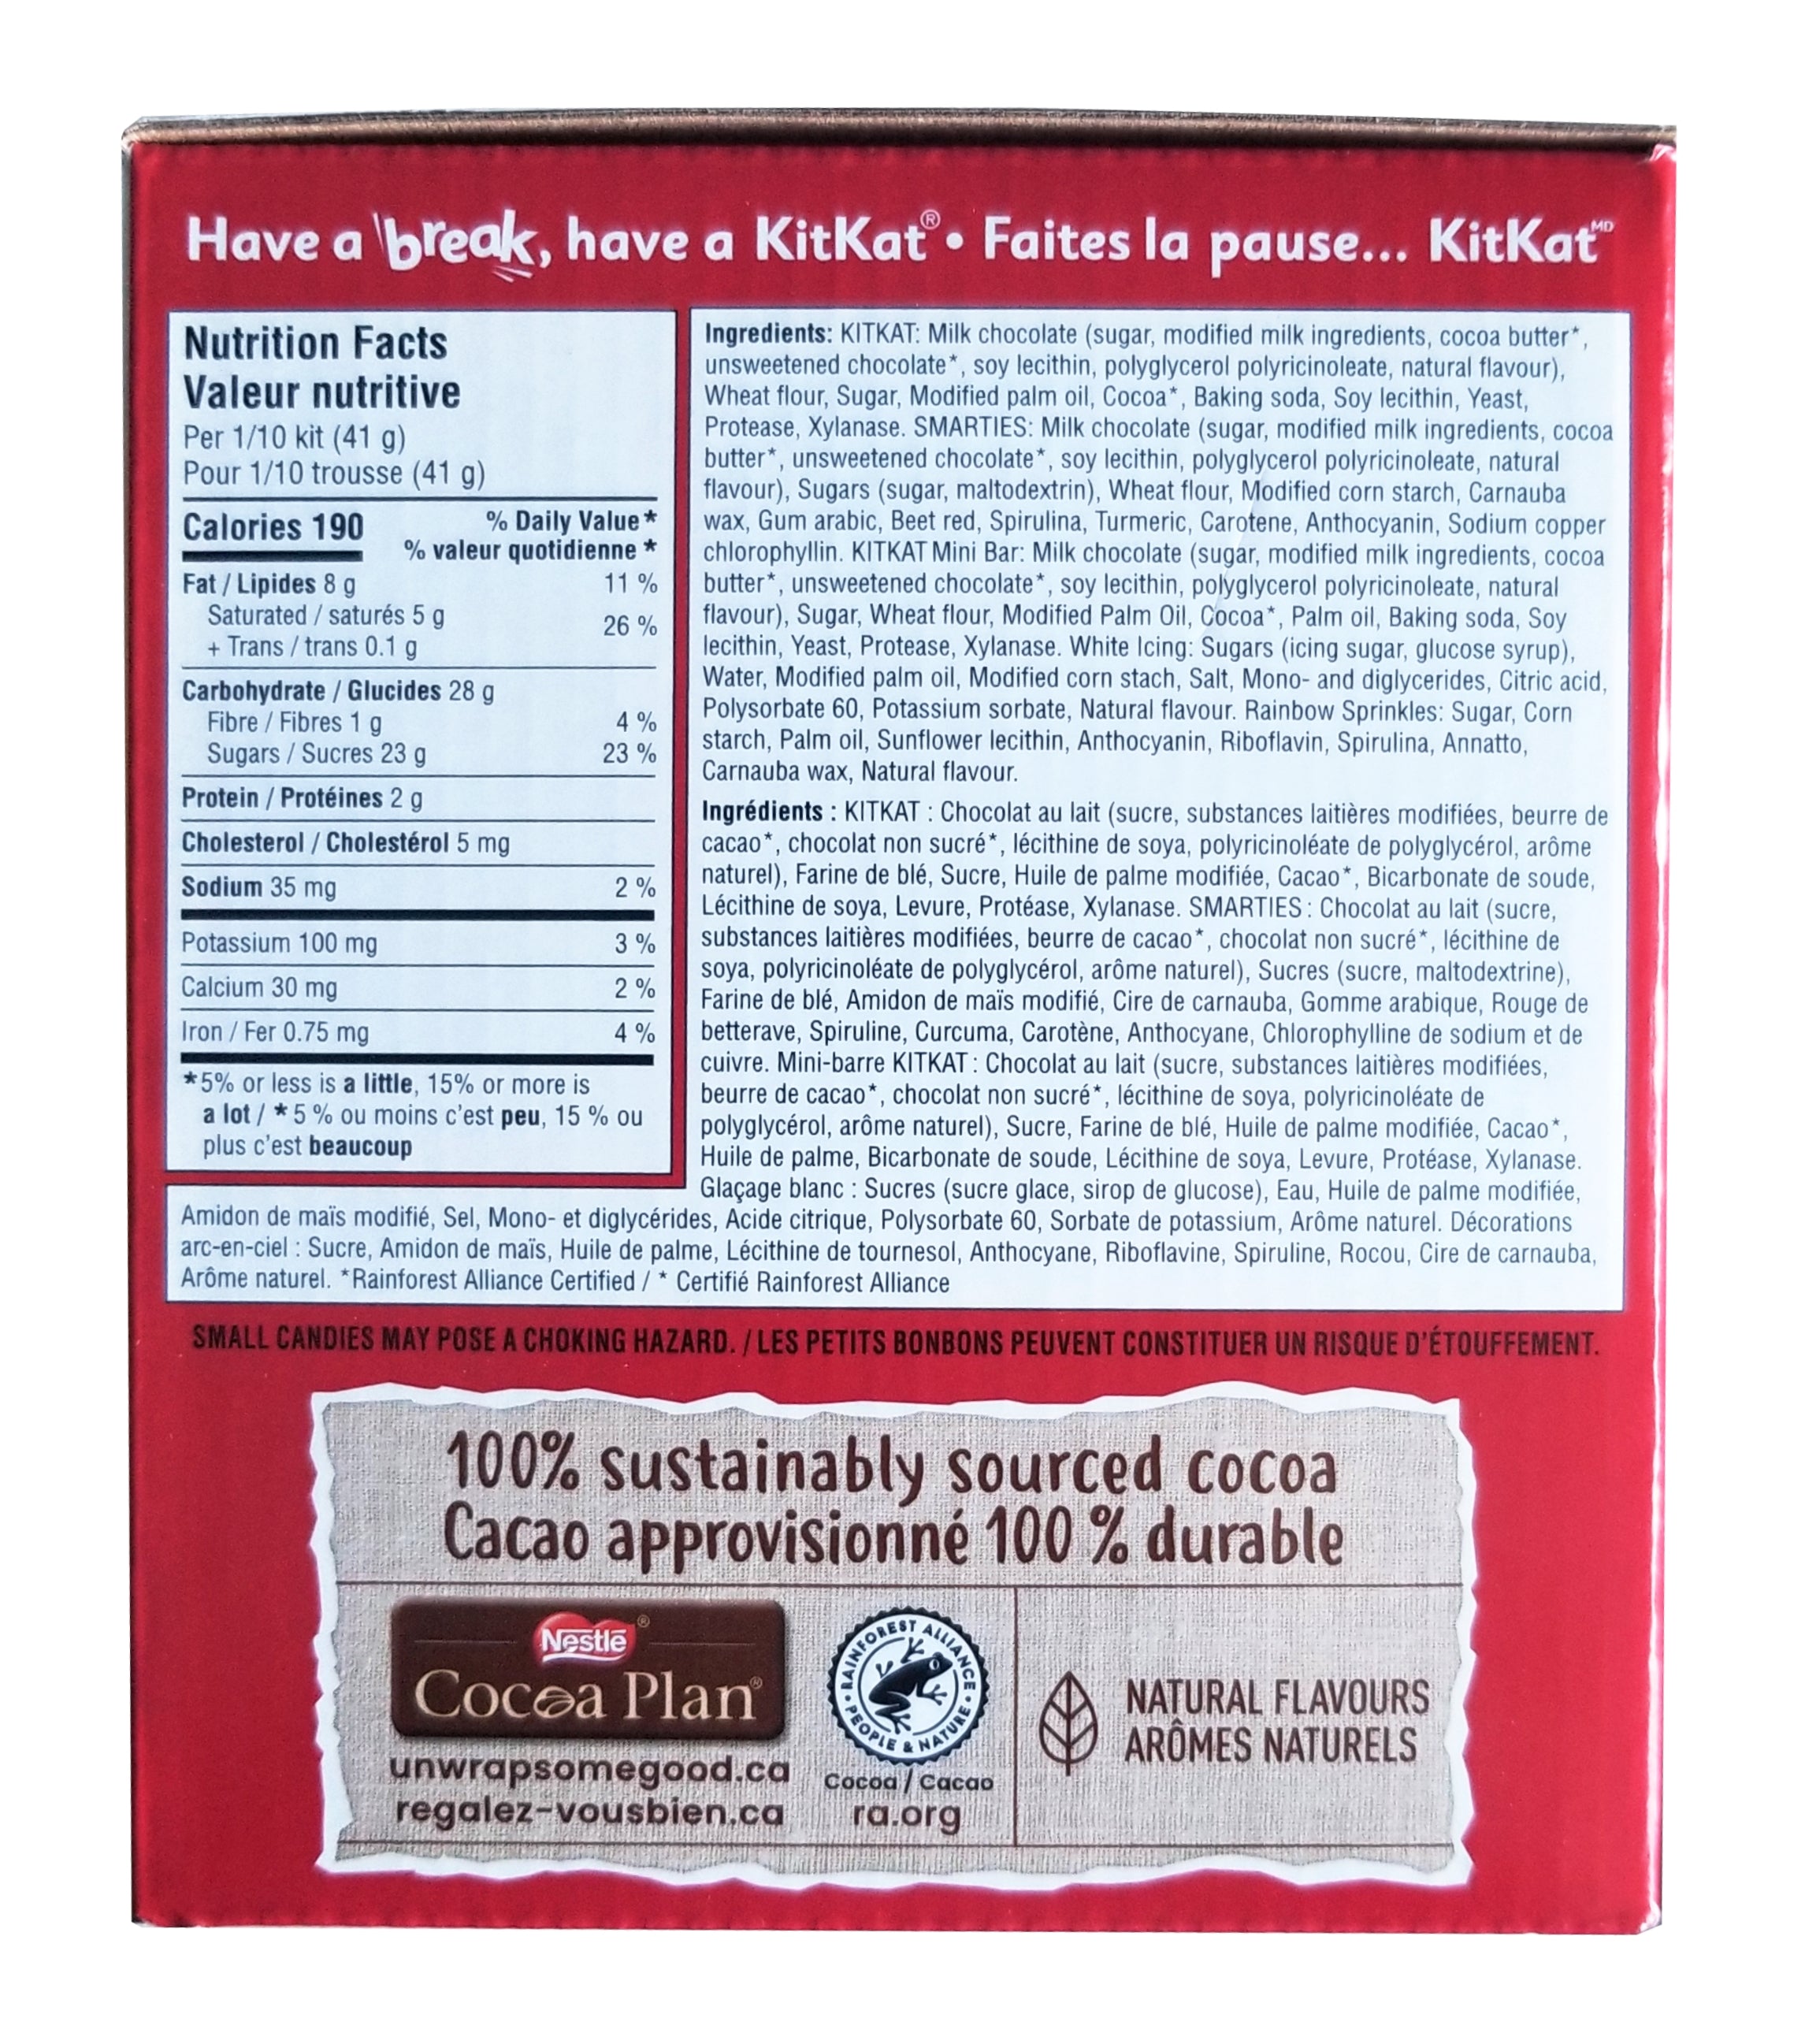 Have a break, have a KitKat® • Faites la pause... KitKat MD
Nutrition Facts
Valeur nutritive
Per 1/10 kit (41 g)
Pour 1/10 trousse (41 g)
Calories 190
% Daily Value*
% valeur quotidienne *
Fat / Lipides 8 g 11 %
Saturated / saturés 5 g
+ Trans / trans 0.1 g
26 %
Carbohydrate / Glucides 28 g
Fibre / Fibres 1 g 4 %
Sugars / Sucres 23 g 23 %
Protein / Protéines 2 g
Cholesterol / Cholestérol 5 mg
Sodium 35 mg 2 %
Potassium 100 mg 3 %
Calcium 30 mg 2 %
Iron / Fer 0.75 mg 4 %
*5% or less is a little, 15% or more is
a lot / *5 % ou moins c'est peu, 15 % ou
plus c'est beaucoup
Ingredients: KITKAT: Milk chocolate (sugar, modified milk ingredients, cocoa butter*,
unsweetened chocolate*, soy lecithin, polyglycerol polyricinoleate, natural flavour),
Wheat flour, Sugar, Modified palm oil, Cocoa*, Baking soda, Soy lecithin, Yeast,
Protease, Xylanase. SMARTIES: Milk chocolate (sugar, modified milk ingredients, cocoa
butter*, unsweetened chocolate*, soy lecithin, polyglycerol polyricinoleate, natural
flavour), Sugars (sugar, maltodextrin), Wheat flour, Modified corn starch, Carnauba
wax, Gum arabic, Beet red, Spirulina, Turmeric, Carotene, Anthocyanin, Sodium copper
chlorophyllin. KITKAT Mini Bar: Milk chocolate (sugar, modified milk ingredients, cocoa
butter*, unsweetened chocolate*, soy lecithin, polyglycerol polyricinoleate, natural
flavour), Sugar, Wheat flour, Modified Palm Oil, Cocoa*, Palm oil, Baking soda, Soy
lecithin, Yeast, Protease, Xylanase. White Icing: Sugars (icing sugar, glucose syrup),
Water, Modified palm oil, Modified corn stach, Salt, Mono- and diglycerides, Citric acid,
Polysorbate 60, Potassium sorbate, Natural flavour. Rainbow Sprinkles: Sugar, Corn
starch, Palm oil, Sunflower lecithin, Anthocyanin, Riboflavin, Spirulina, Annatto,
Carnauba wax, Natural flavour.
Ingrédients : KITKAT : Chocolat au lait (sucre, substances laitières modifiées, beurre de
cacao*, chocolat non sucré*, lécithine de soya, polyricinoléate de polyglycérol, arôme
naturel), Farine de blé, Sucre, Huile de palme modifiée, Cacao*, Bicarbonate de soude,
Lécithine de soya, Levure, Protéase, Xylanase. SMARTIES : Chocolat au lait (sucre,
substances laitières modifiées, beurre de cacao*, chocolat non sucré*, lécithine de
soya, polyricinoléate de polyglycérol, arôme naturel), Sucres (sucre, maltodextrine),
Farine de blé, Amidon de maïs modifié, Cire de carnauba, Gomme arabique, Rouge de
betterave, Spiruline, Curcuma, Carotène, Anthocyane, Chlorophylline de sodium et de
cuivre. Mini-barre KITKAT : Chocolat au lait (sucre, substances laitières modifiées,
beurre de cacao*, chocolat non sucré*, lécithine de soya, polyricinoléate de
polyglycérol, arôme naturel), Sucre, Farine de blé, Huile de palme modifiée, Cacao*,
Huile de palme, Bicarbonate de soude, Lécithine de soya, Levure, Protéase, Xylanase.
Glaçage blanc : Sucres (sucre glace, sirop de glucose), Eau, Huile de palme modifiée,
Amidon de maïs modifié, Sel, Mono- et diglycérides, Acide citrique, Polysorbate 60, Sorbate de potassium, Arôme naturel. Décorations
arc-en-ciel : Sucre, Amidon de maïs, Huile de palme, Lécithine de tournesol, Anthocyane, Riboflavine, Spiruline, Rocou, Cire de carnauba,
Arôme naturel. *Rainforest Alliance Certified / * Certifié Rainforest Alliance
SMALL CANDIES MAY POSE A CHOKING HAZARD. / LES PETITS BONBONS PEUVENT CONSTITUER UN RISQUE D'ÉTOUFFEMENT.
100% sustainably sourced cocoa
Cacao approvisionné 100 % durable
Nestlé®
Cocoa Plan®
unwrapsomegood.ca
regalez-vousbien.ca
RAINFOREST ALLIANCE • PEOPLE & NATURE •
Cocoa / Cacao
ra.org
NATURAL FLAVOURS
ARÔMES NATURELS